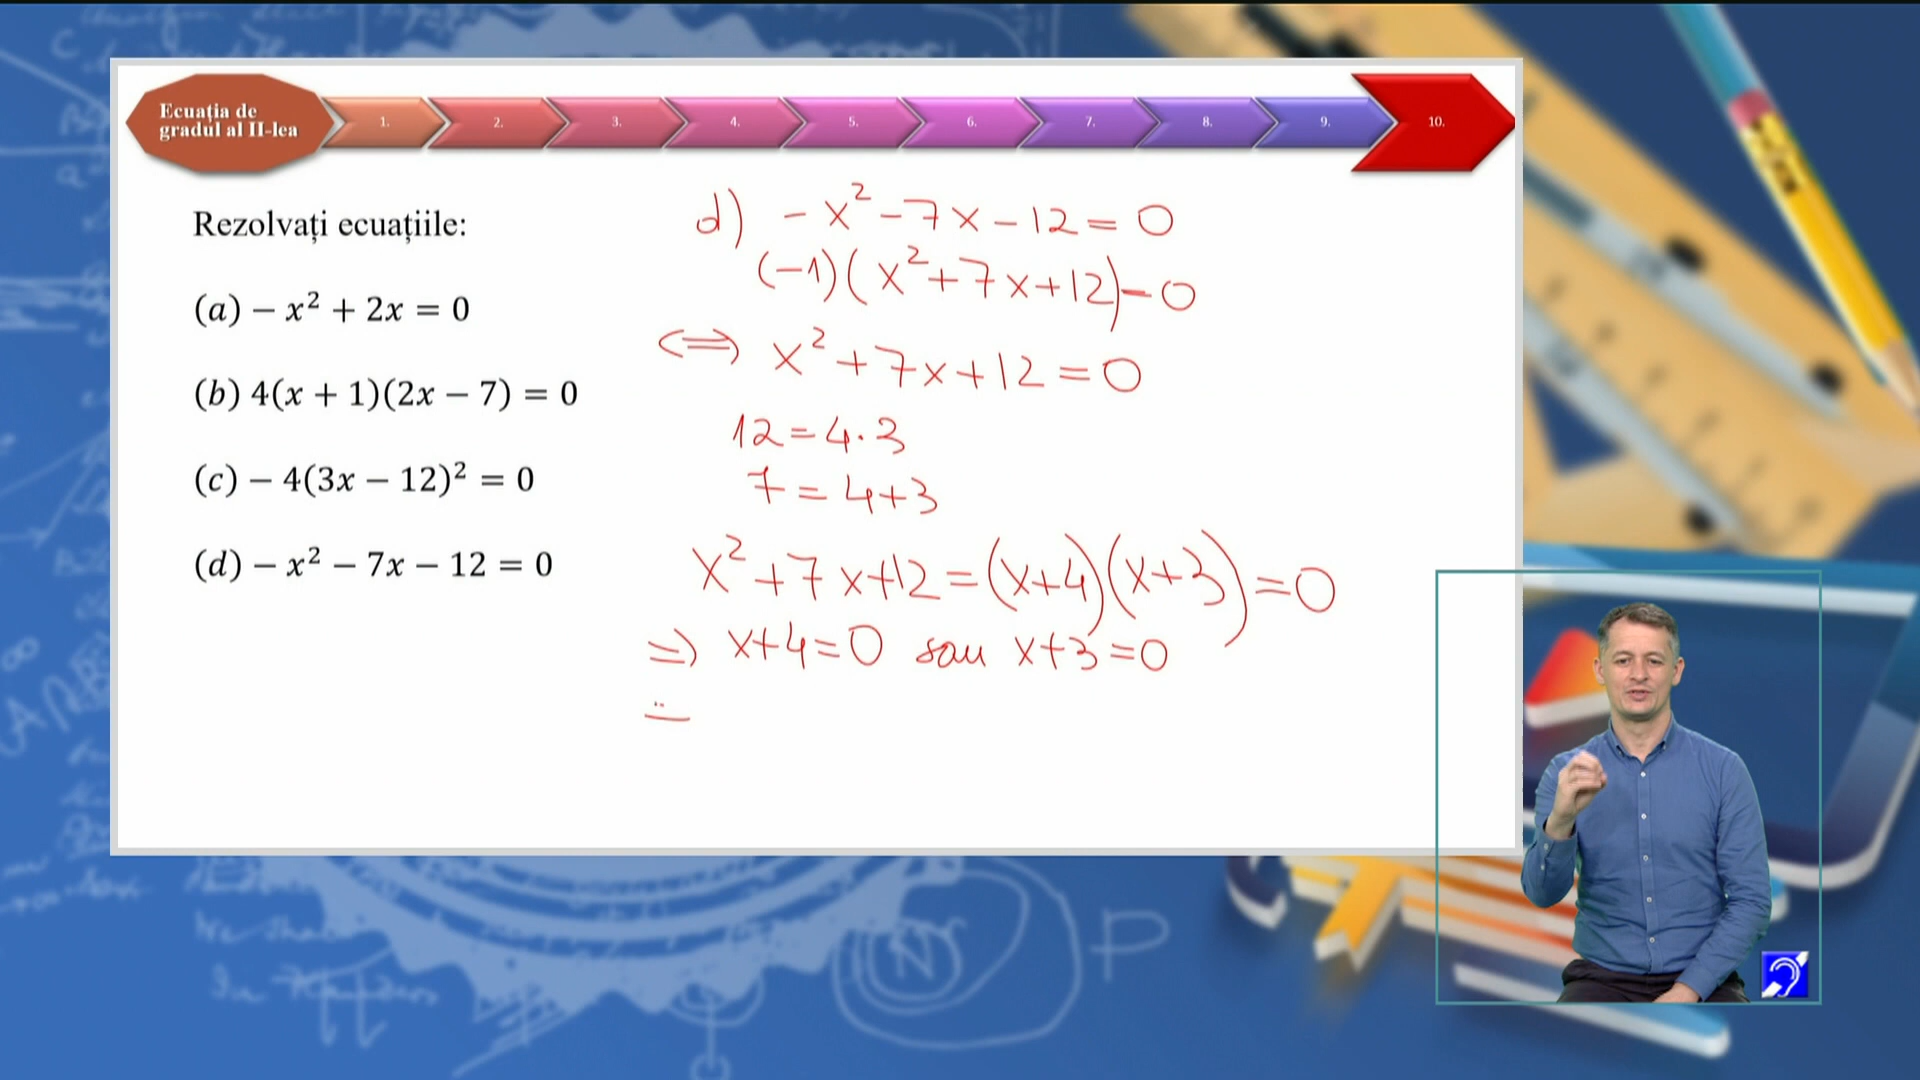 Ecuația de
gradul al II-lea
1.
2.
3.
4.
5.
6.
7.
8.
9.
10.
Rezolvați ecuațiile:
(a) − x² + 2x = 0
(b) 4(x + 1)(2x − 7) = 0
(c) − 4(3x − 12)² = 0
(d) − x² − 7x − 12 = 0
d) −x²−7x−12=0
(−1)(x²+7x+12)=0
⇔ x²+7x+12=0
12=4·3
7=4+3
x²+7x+12=(x+4)(x+3)=0
⇒ x+4=0 sau x+3=0
N
P